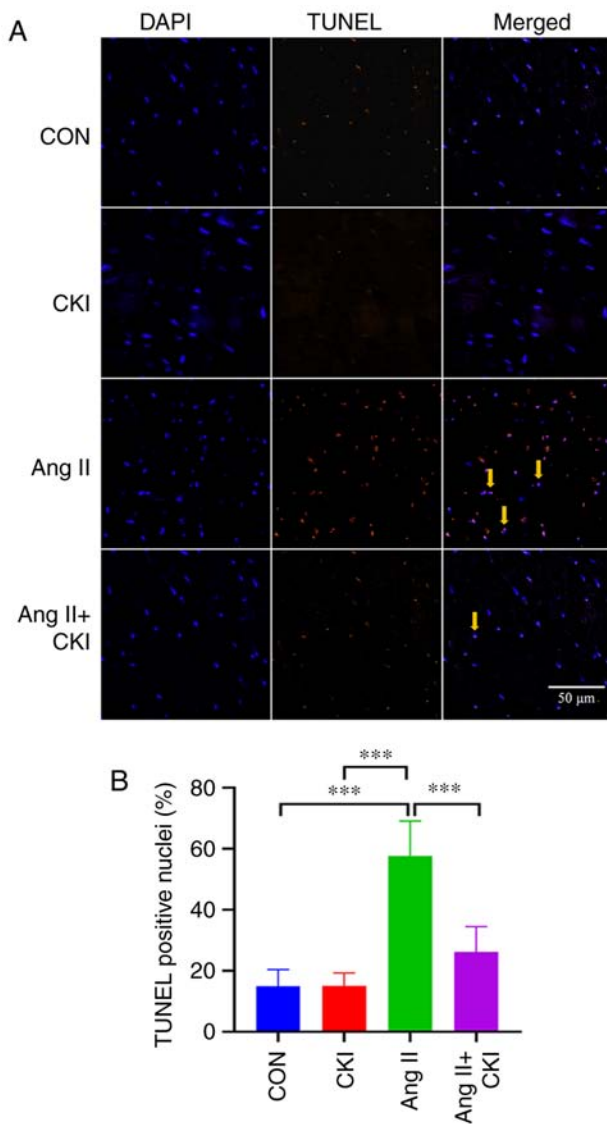 A
DAPI TUNEL Merged
CON
CKI
Ang II
Ang II+
CKI
50 μm
B
TUNEL positive nuclei (%)
80
60
40
20
0
***
***
***
CON
CKI
Ang II
Ang II+
CKI